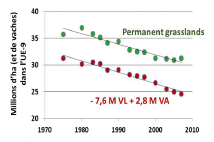 Millions d'ha (et de vaches)
dans l'UE-9
40
35
30
25
20
Permanent grasslands
- 7,6 M VL + 2,8 M VA
1970
1980
1990
2000
2010